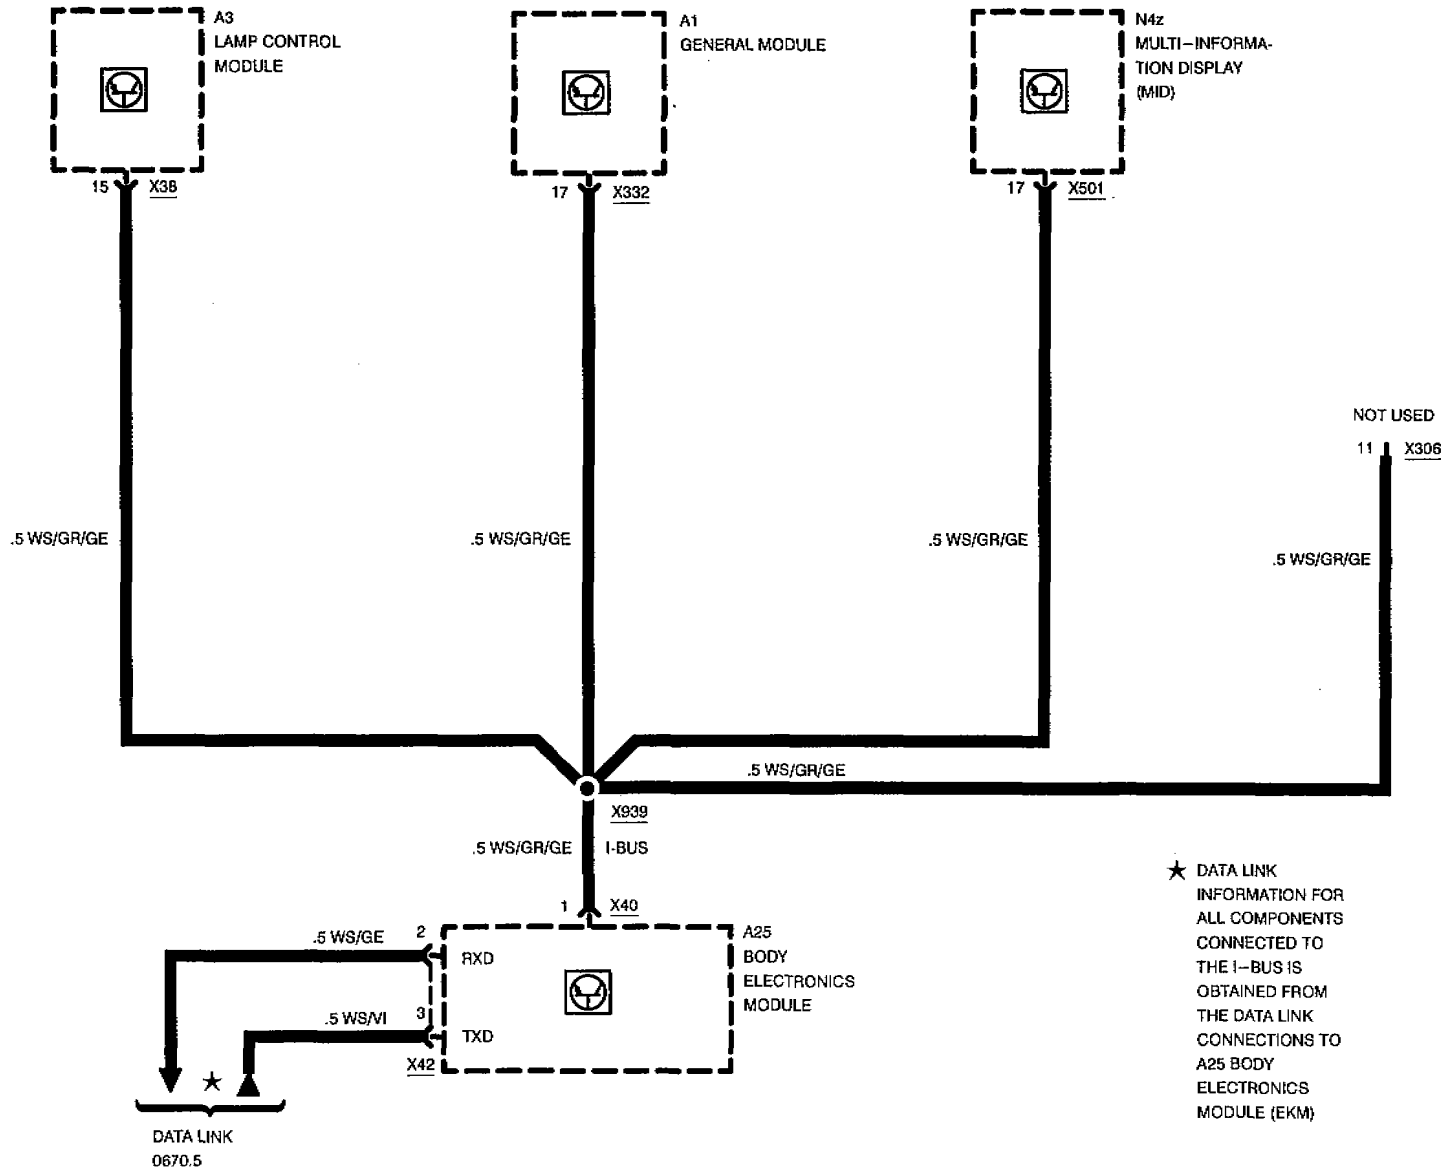 A3
LAMP CONTROL
MODULE
A1
GENERAL MODULE
N4z
MULTI-INFORMA-
TION DISPLAY
(MID)
15 X38
17 X332
17 X501
NOT USED
11 X306
.5 WS/GR/GE
.5 WS/GR/GE
.5 WS/GR/GE
.5 WS/GR/GE
.5 WS/GR/GE
X939
.5 WS/GR/GE I-BUS
1 X40
.5 WS/GE 2
RXD
.5 WS/VI 3
TXD
X42
A25
BODY
ELECTRONICS
MODULE
DATA LINK
0670.5
★ DATA LINK
INFORMATION FOR
ALL COMPONENTS
CONNECTED TO
THE I-BUS IS
OBTAINED FROM
THE DATA LINK
CONNECTIONS TO
A25 BODY
ELECTRONICS
MODULE (EKM)